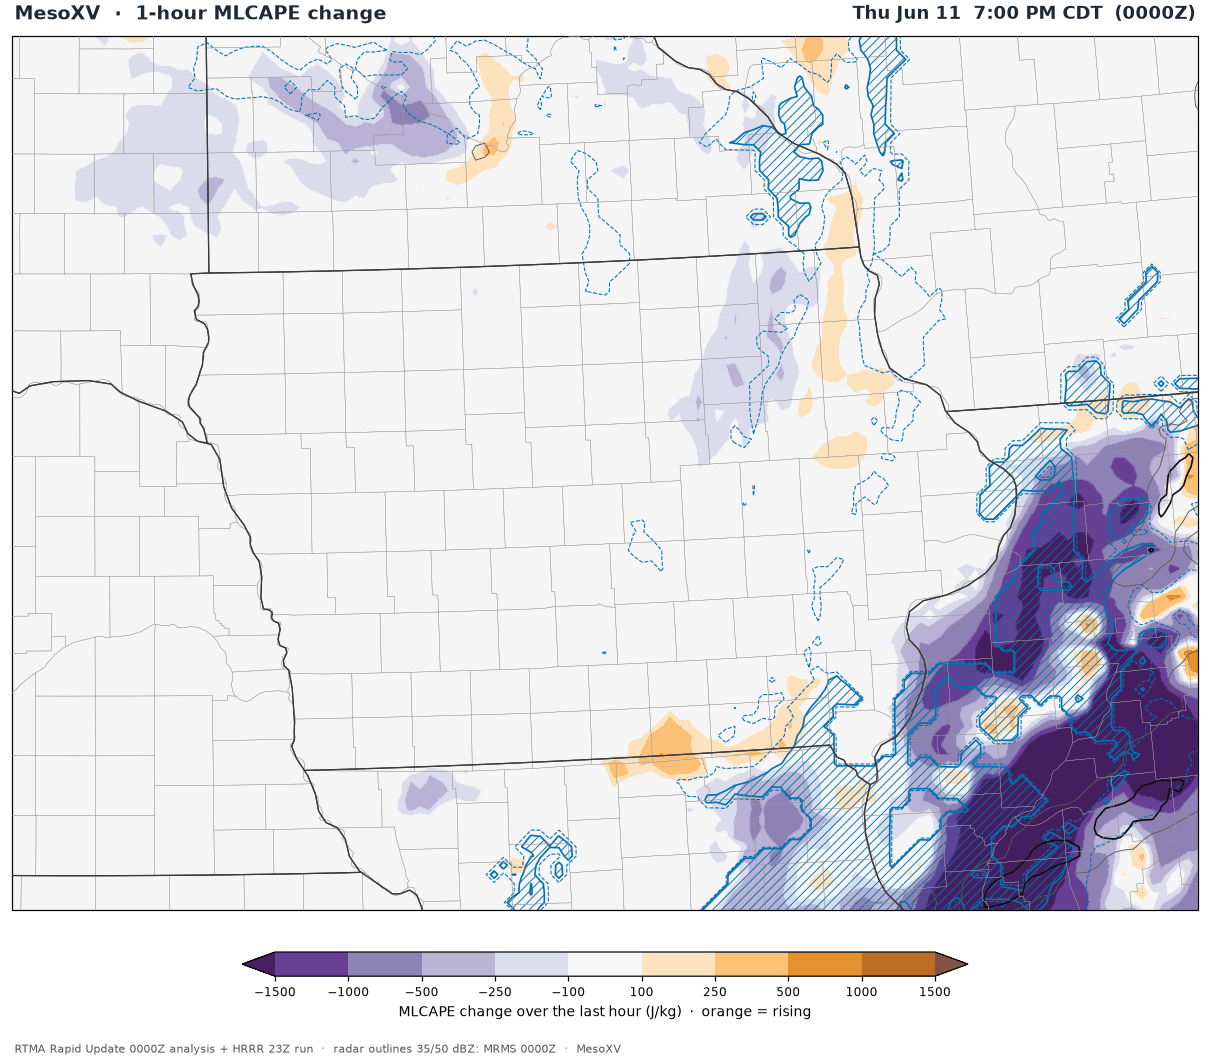 MesoXV · 1-hour MLCAPE change
Thu Jun 11 7:00 PM CDT (0000Z)
−1500 −1000 −500 −250 −100 100 250 500 1000 1500
MLCAPE change over the last hour (J/kg) · orange = rising
RTMA Rapid Update 0000Z analysis + HRRR 23Z run · radar outlines 35/50 dBZ: MRMS 0000Z · MesoXV